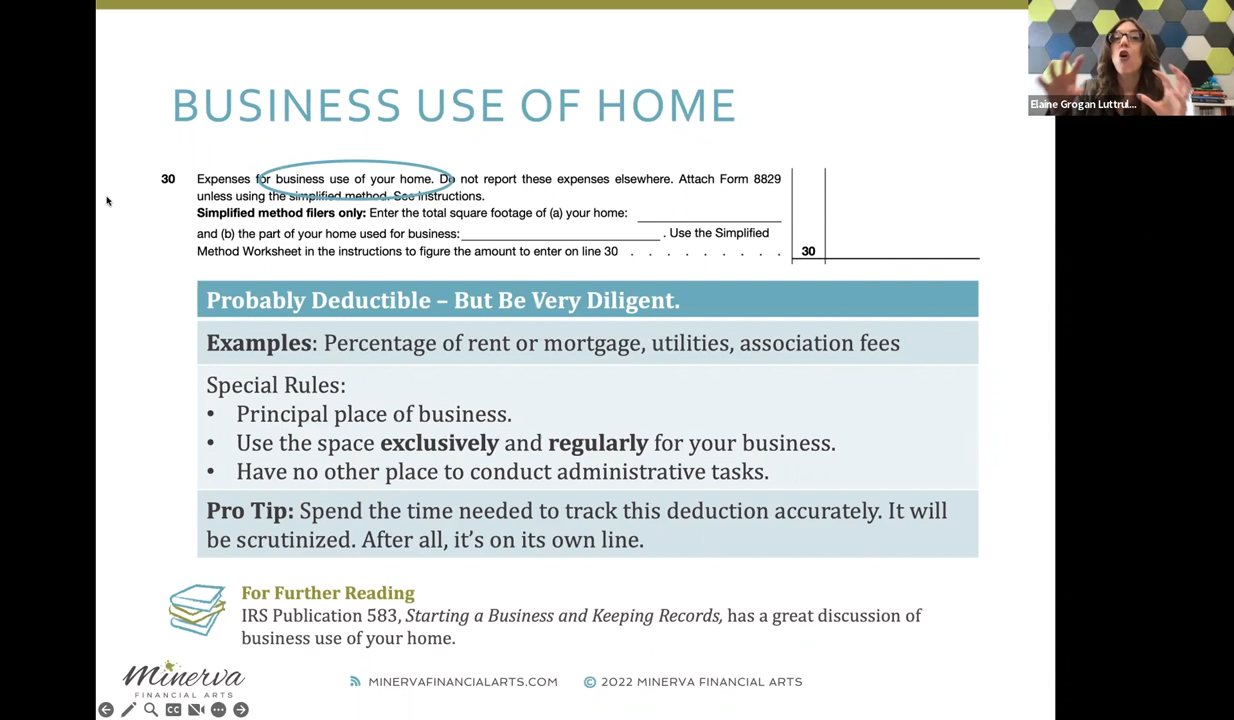 Elaine Grogan Luttrul...
BUSINESS USE OF HOME
30 Expenses for business use of your home. Do not report these expenses elsewhere. Attach Form 8829
unless using the simplified method. See instructions.
Simplified method filers only: Enter the total square footage of (a) your home:
and (b) the part of your home used for business: . Use the Simplified
Method Worksheet in the instructions to figure the amount to enter on line 30 . . . . . . . . . 30
Probably Deductible – But Be Very Diligent.
Examples: Percentage of rent or mortgage, utilities, association fees
Special Rules:
• Principal place of business.
• Use the space exclusively and regularly for your business.
• Have no other place to conduct administrative tasks.
Pro Tip: Spend the time needed to track this deduction accurately. It will
be scrutinized. After all, it's on its own line.
For Further Reading
IRS Publication 583, Starting a Business and Keeping Records, has a great discussion of
business use of your home.
Minerva
FINANCIAL ARTS
MINERVAFINANCIALARTS.COM © 2022 MINERVA FINANCIAL ARTS
CC